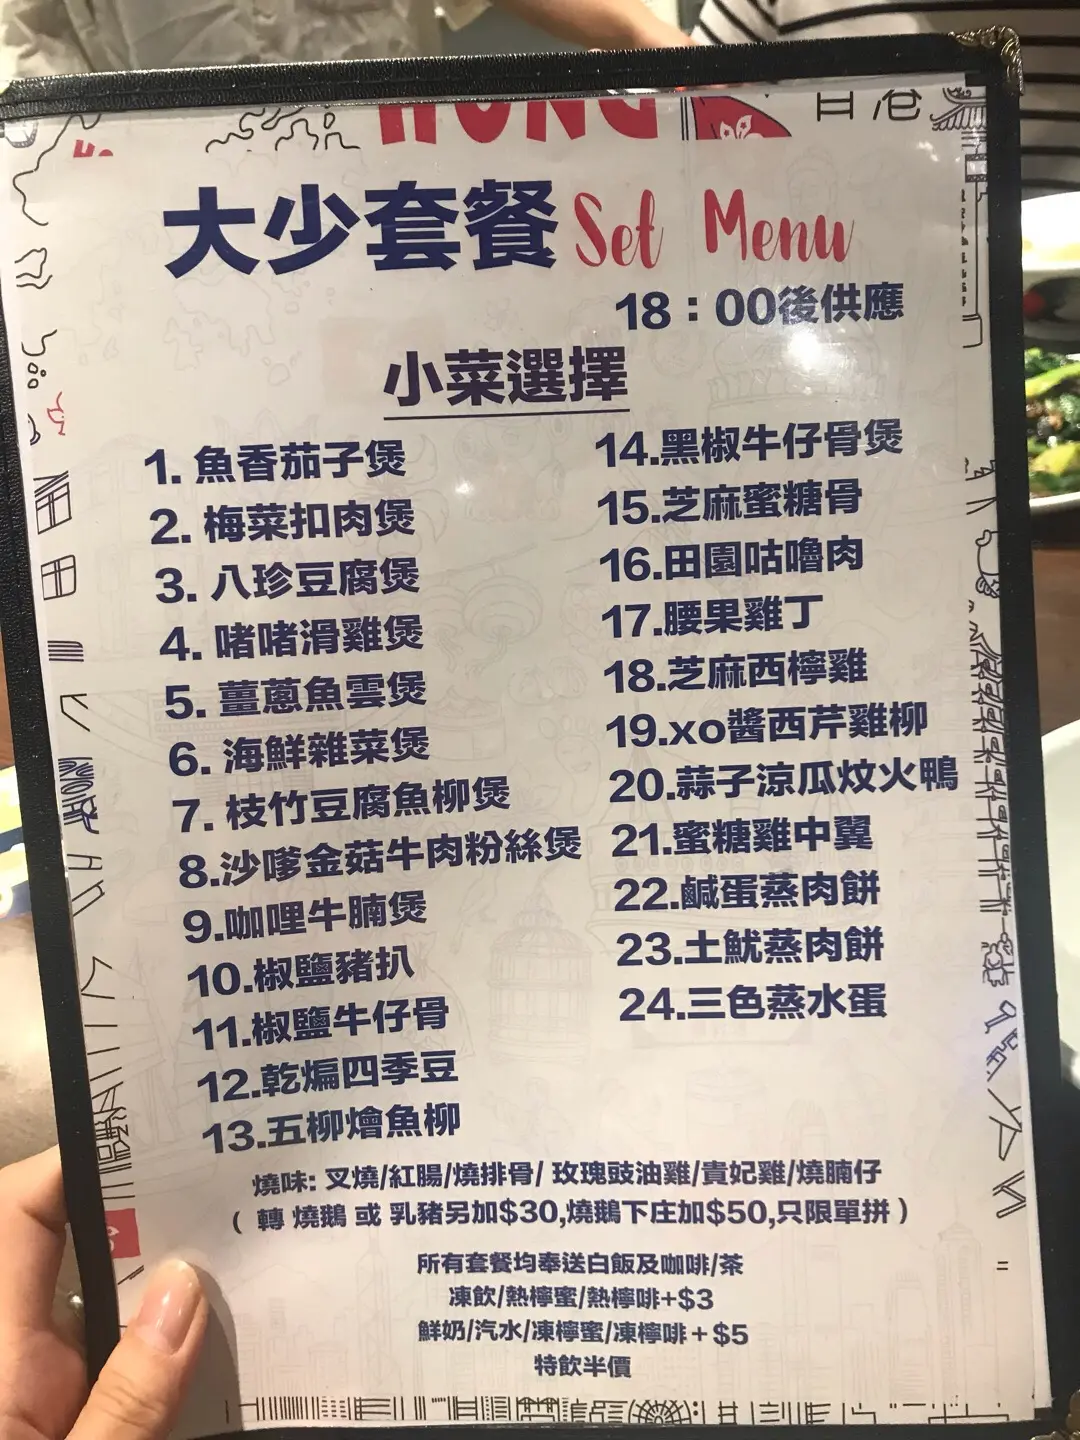 HONG
香港
大少套餐 Set Menu
18：00後供應
小菜選擇
1. 魚香茄子煲
2. 梅菜扣肉煲
3. 八珍豆腐煲
4. 啫啫滑雞煲
5. 薑蔥魚雲煲
6. 海鮮雜菜煲
7. 枝竹豆腐魚柳煲
8.沙嗲金菇牛肉粉絲煲
9.咖哩牛腩煲
10.椒鹽豬扒
11.椒鹽牛仔骨
12.乾煸四季豆
13.五柳燴魚柳
14.黑椒牛仔骨煲
15.芝麻蜜糖骨
16.田園咕嚕肉
17.腰果雞丁
18.芝麻西檸雞
19.xo醬西芹雞柳
20.蒜子涼瓜炆火鴨
21.蜜糖雞中翼
22.鹹蛋蒸肉餅
23.土魷蒸肉餅
24.三色蒸水蛋
燒味: 叉燒/紅腸/燒排骨/ 玫瑰豉油雞/貴妃雞/燒腩仔
( 轉 燒鵝 或 乳豬另加$30,燒鵝下庄加$50,只限單拼 )
所有套餐均奉送白飯及咖啡/茶
凍飲/熱檸蜜/熱檸啡+$3
鮮奶/汽水/凍檸蜜/凍檸啡＋$5
特飲半價